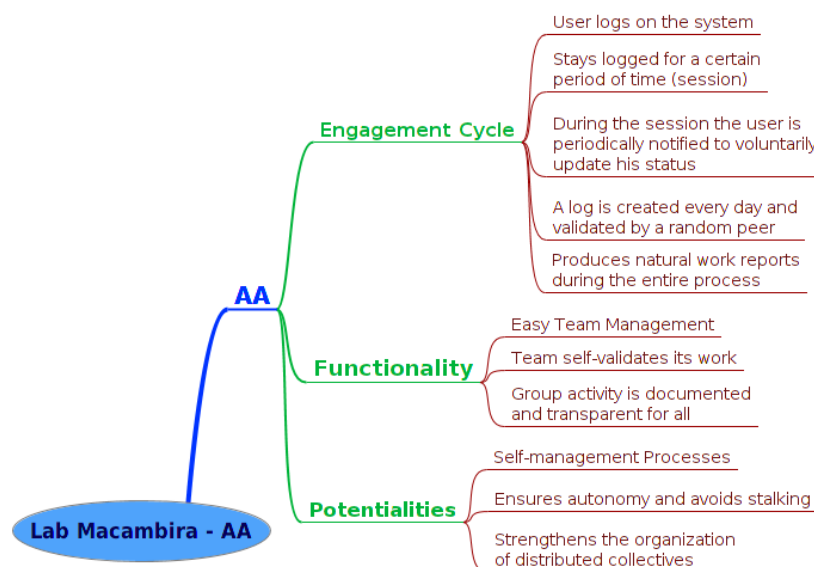 User logs on the system
Stays logged for a certain
period of time (session)
Engagement Cycle
During the session the user is
periodically notified to voluntarily
update his status
A log is created every day and
validated by a random peer
Produces natural work reports
during the entire process
AA
Easy Team Management
Functionality
Team self-validates its work
Group activity is documented
and transparent for all
Self-management Processes
Potentialities
Ensures autonomy and avoids stalking
Strengthens the organization
of distributed collectives
Lab Macambira - AA